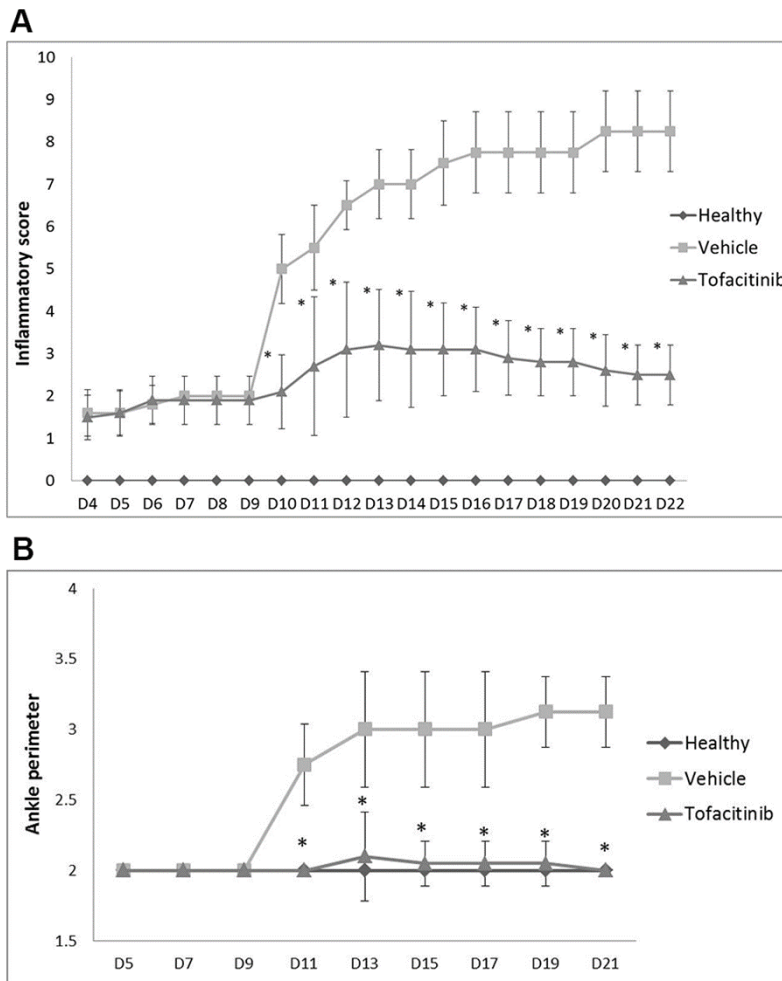 A
10
9
8
7
6
5
4
3
2
1
0
Inflammatory score
* * * * * * * * * * * * *
Healthy
Vehicle
Tofacitinib
D4 D5 D6 D7 D8 D9 D10 D11 D12 D13 D14 D15 D16 D17 D18 D19 D20 D21 D22
B
4
3.5
3
2.5
2
1.5
Ankle perimeter
* * * * * *
Healthy
Vehicle
Tofacitinib
D5 D7 D9 D11 D13 D15 D17 D19 D21